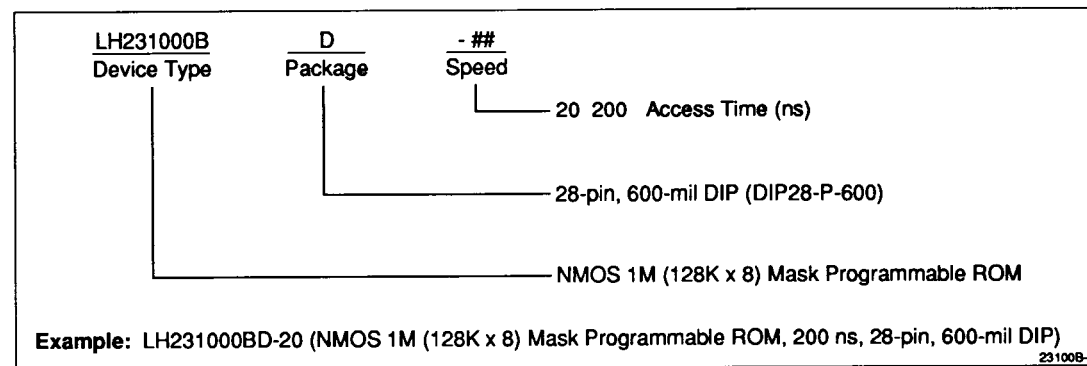 LH231000B D - ##
Device Type Package Speed
20 200 Access Time (ns)
28-pin, 600-mil DIP (DIP28-P-600)
NMOS 1M (128K x 8) Mask Programmable ROM
Example: LH231000BD-20 (NMOS 1M (128K x 8) Mask Programmable ROM, 200 ns, 28-pin, 600-mil DIP)